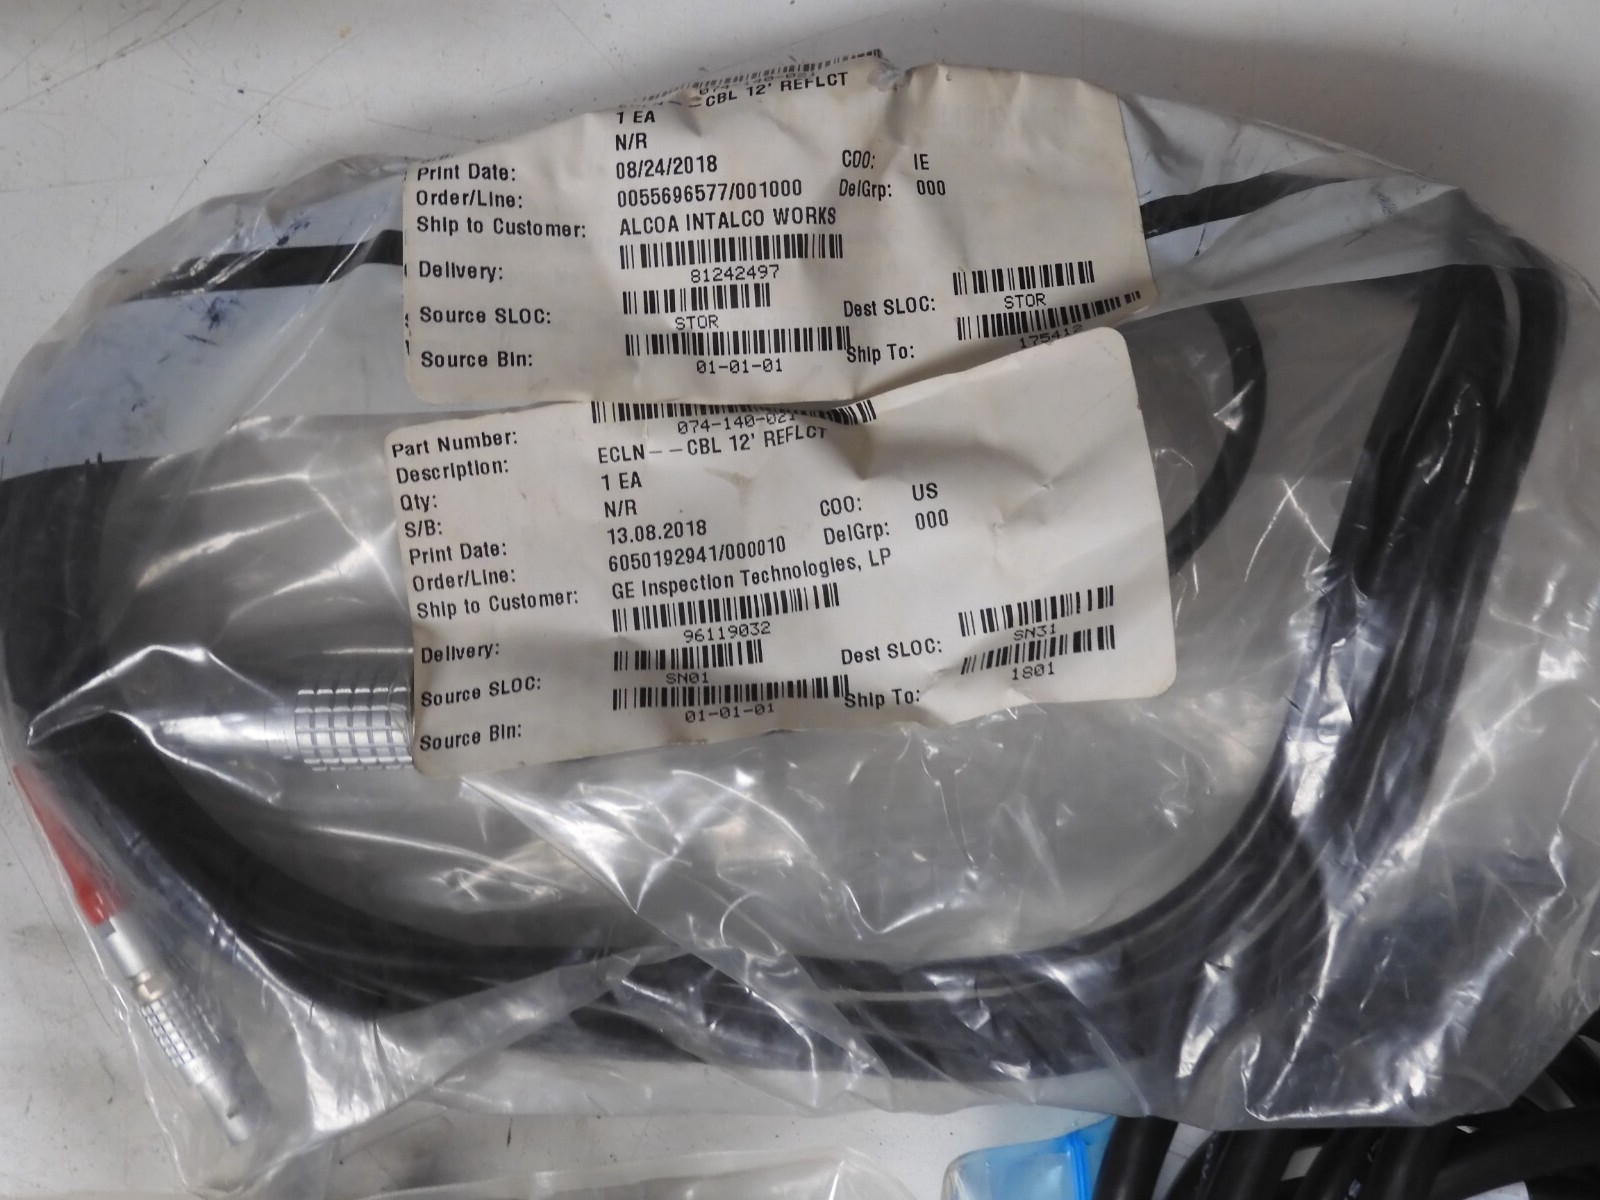 074-140-021
CBL 12' REFLCT
1 EA
N/R
Print Date: 08/24/2018 COO: IE
Order/Line: 0055696577/001000 DelGrp: 000
Ship to Customer: ALCOA INTALCO WORKS
Delivery: 81242497
Source SLOC: STOR Dest SLOC: STOR
Source Bin: 01-01-01 Ship To: 175412
Part Number: 074-140-021
Description: ECLN--CBL 12' REFLCT
Qty: 1 EA
S/B: N/R COO: US
Print Date: 13.08.2018 DelGrp: 000
Order/Line: 6050192941/000010
Ship to Customer: GE Inspection Technologies, LP
Delivery: 96119032
Source SLOC: SN01 Dest SLOC: SN31
Source Bin: 01-01-01 Ship To: 1801